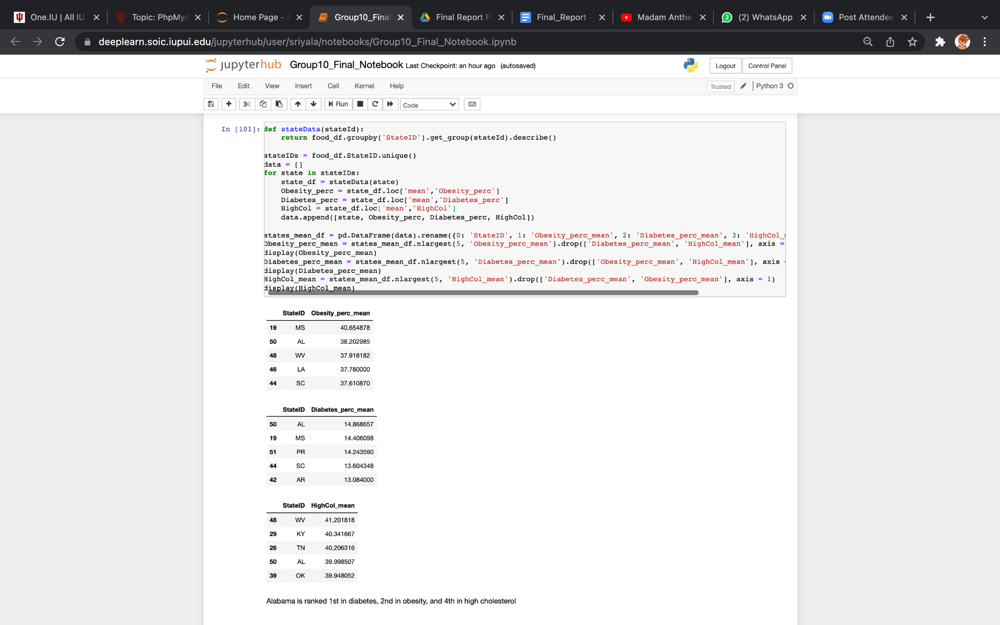 One.IU | All IU
Topic: PhpMyA
Home Page - S
Group10_Final
Final Report F
Final_Report -
Madam Anthe
2
(2) WhatsApp
Post Attendee
deeplearn.soic.iupui.edu/jupyterhub/user/sriyala/notebooks/Group10_Final_Notebook.ipynb
jupyterhub Group10_Final_Notebook Last Checkpoint: an hour ago (autosaved)
Logout
Control Panel
File Edit View Insert Cell Kernel Help
Trusted
Python 3
Run
Code
In [101]: def stateData(stateId):
return food_df.groupby('StateID').get_group(stateId).describe()
stateIDs = food_df.StateID.unique()
data = []
for state in stateIDs:
state_df = stateData(state)
Obesity_perc = state_df.loc['mean','Obesity_perc']
Diabetes_perc = state_df.loc['mean','Diabetes_perc']
HighCol = state_df.loc['mean','HighCol']
data.append([state, Obesity_perc, Diabetes_perc, HighCol])
states_mean_df = pd.DataFrame(data).rename({0: 'StateID', 1: 'Obesity_perc_mean', 2: 'Diabetes_perc_mean', 3: 'HighCol_
Obesity_perc_mean = states_mean_df.nlargest(5, 'Obesity_perc_mean').drop(['Diabetes_perc_mean', 'HighCol_mean'], axis =
display(Obesity_perc_mean)
Diabetes_perc_mean = states_mean_df.nlargest(5, 'Diabetes_perc_mean').drop(['Obesity_perc_mean', 'HighCol_mean'], axis
display(Diabetes_perc_mean)
HighCol_mean = states_mean_df.nlargest(5, 'HighCol_mean').drop(['Diabetes_perc_mean', 'Obesity_perc_mean'], axis = 1)
display(HighCol_mean)
StateID Obesity_perc_mean
19 MS 40.654878
50 AL 38.202985
48 WV 37.918182
46 LA 37.780000
44 SC 37.610870
StateID Diabetes_perc_mean
50 AL 14.868657
19 MS 14.406098
51 PR 14.243590
44 SC 13.604348
42 AR 13.084000
StateID HighCol_mean
48 WV 41.201818
29 KY 40.341667
26 TN 40.206316
50 AL 39.998507
39 OK 39.948052
Alabama is ranked 1st in diabetes, 2nd in obesity, and 4th in high cholesterol